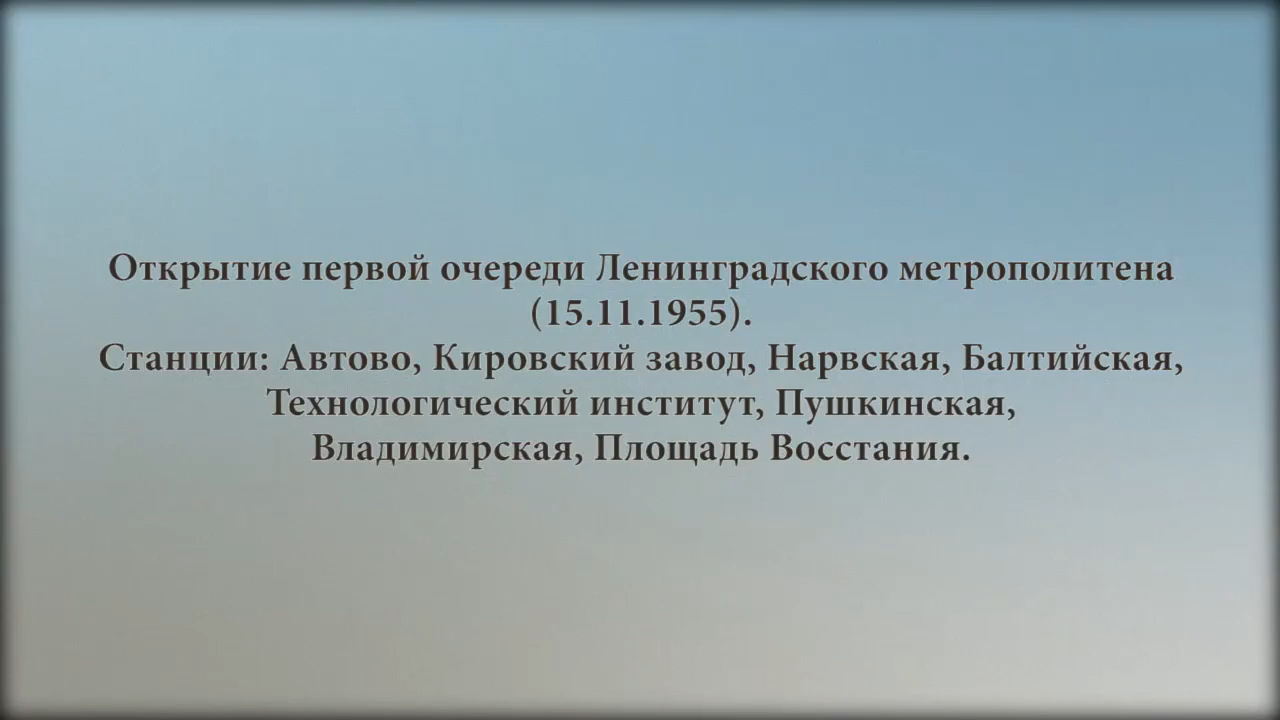 Открытие первой очереди Ленинградского метрополитена
(15.11.1955).
Станции: Автово, Кировский завод, Нарвская, Балтийская,
Технологический институт, Пушкинская,
Владимирская, Площадь Восстания.